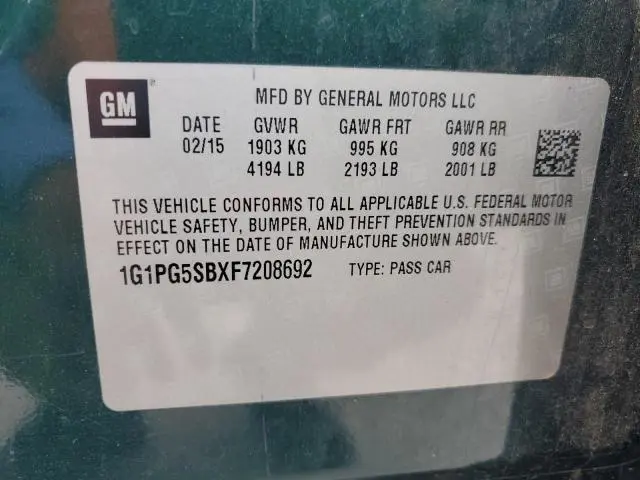 GM ®
MFD BY GENERAL MOTORS LLC
DATE GVWR GAWR FRT GAWR RR
02/15 1903 KG 995 KG 908 KG
4194 LB 2193 LB 2001 LB
THIS VEHICLE CONFORMS TO ALL APPLICABLE U.S. FEDERAL MOTOR
VEHICLE SAFETY, BUMPER, AND THEFT PREVENTION STANDARDS IN
EFFECT ON THE DATE OF MANUFACTURE SHOWN ABOVE.
1G1PG5SBXF7208692 TYPE: PASS CAR